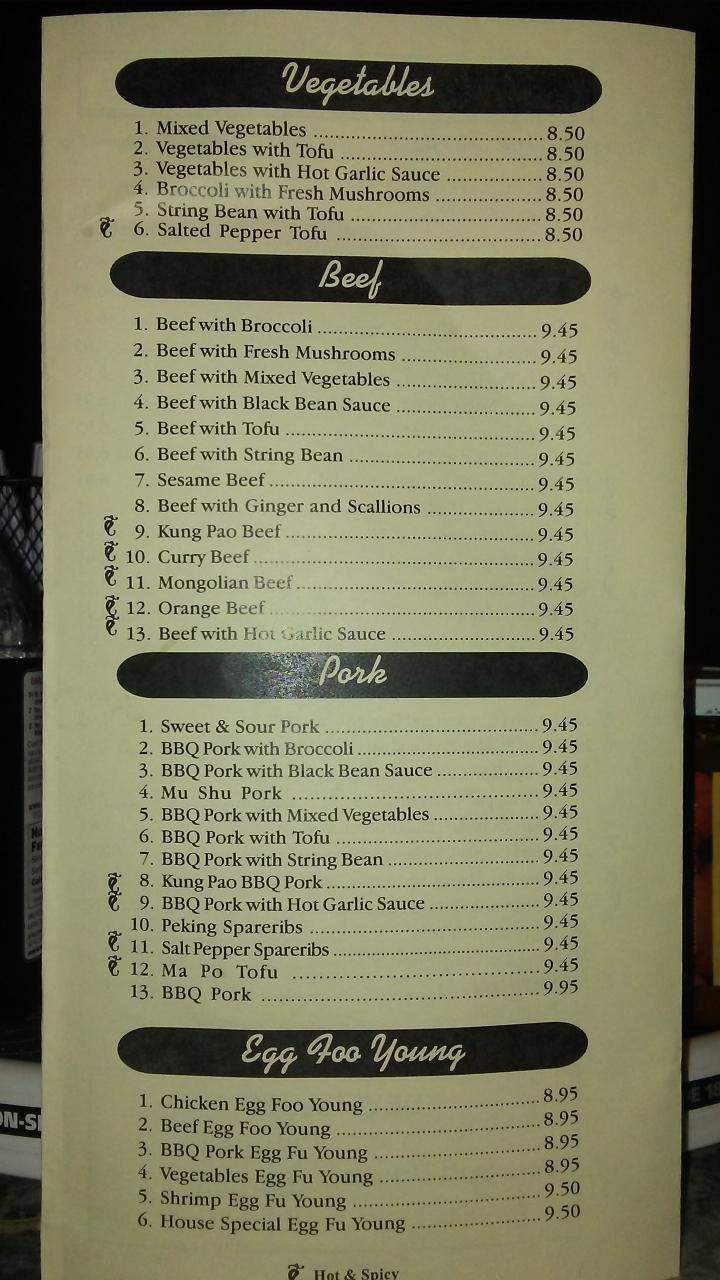 Vegetables
1. Mixed Vegetables ........ 8.50
2. Vegetables with Tofu ........ 8.50
3. Vegetables with Hot Garlic Sauce ........ 8.50
4. Broccoli with Fresh Mushrooms ........ 8.50
5. String Bean with Tofu ........ 8.50
6. Salted Pepper Tofu ........ 8.50
Beef
1. Beef with Broccoli ........ 9.45
2. Beef with Fresh Mushrooms ........ 9.45
3. Beef with Mixed Vegetables ........ 9.45
4. Beef with Black Bean Sauce ........ 9.45
5. Beef with Tofu ........ 9.45
6. Beef with String Bean ........ 9.45
7. Sesame Beef ........ 9.45
8. Beef with Ginger and Scallions ........ 9.45
9. Kung Pao Beef ........ 9.45
10. Curry Beef ........ 9.45
11. Mongolian Beef ........ 9.45
12. Orange Beef ........ 9.45
13. Beef with Hot Garlic Sauce ........ 9.45
Pork
1. Sweet & Sour Pork ........ 9.45
2. BBQ Pork with Broccoli ........ 9.45
3. BBQ Pork with Black Bean Sauce ........ 9.45
4. Mu Shu Pork ........ 9.45
5. BBQ Pork with Mixed Vegetables ........ 9.45
6. BBQ Pork with Tofu ........ 9.45
7. BBQ Pork with String Bean ........ 9.45
8. Kung Pao BBQ Pork ........ 9.45
9. BBQ Pork with Hot Garlic Sauce ........ 9.45
10. Peking Spareribs ........ 9.45
11. Salt Pepper Spareribs ........ 9.45
12. Ma Po Tofu ........ 9.45
13. BBQ Pork ........ 9.95
Egg Foo Young
1. Chicken Egg Foo Young ........ 8.95
2. Beef Egg Foo Young ........ 8.95
3. BBQ Pork Egg Fu Young ........ 8.95
4. Vegetables Egg Fu Young ........ 8.95
5. Shrimp Egg Fu Young ........ 9.50
6. House Special Egg Fu Young ........ 9.50
Hot & Spicy